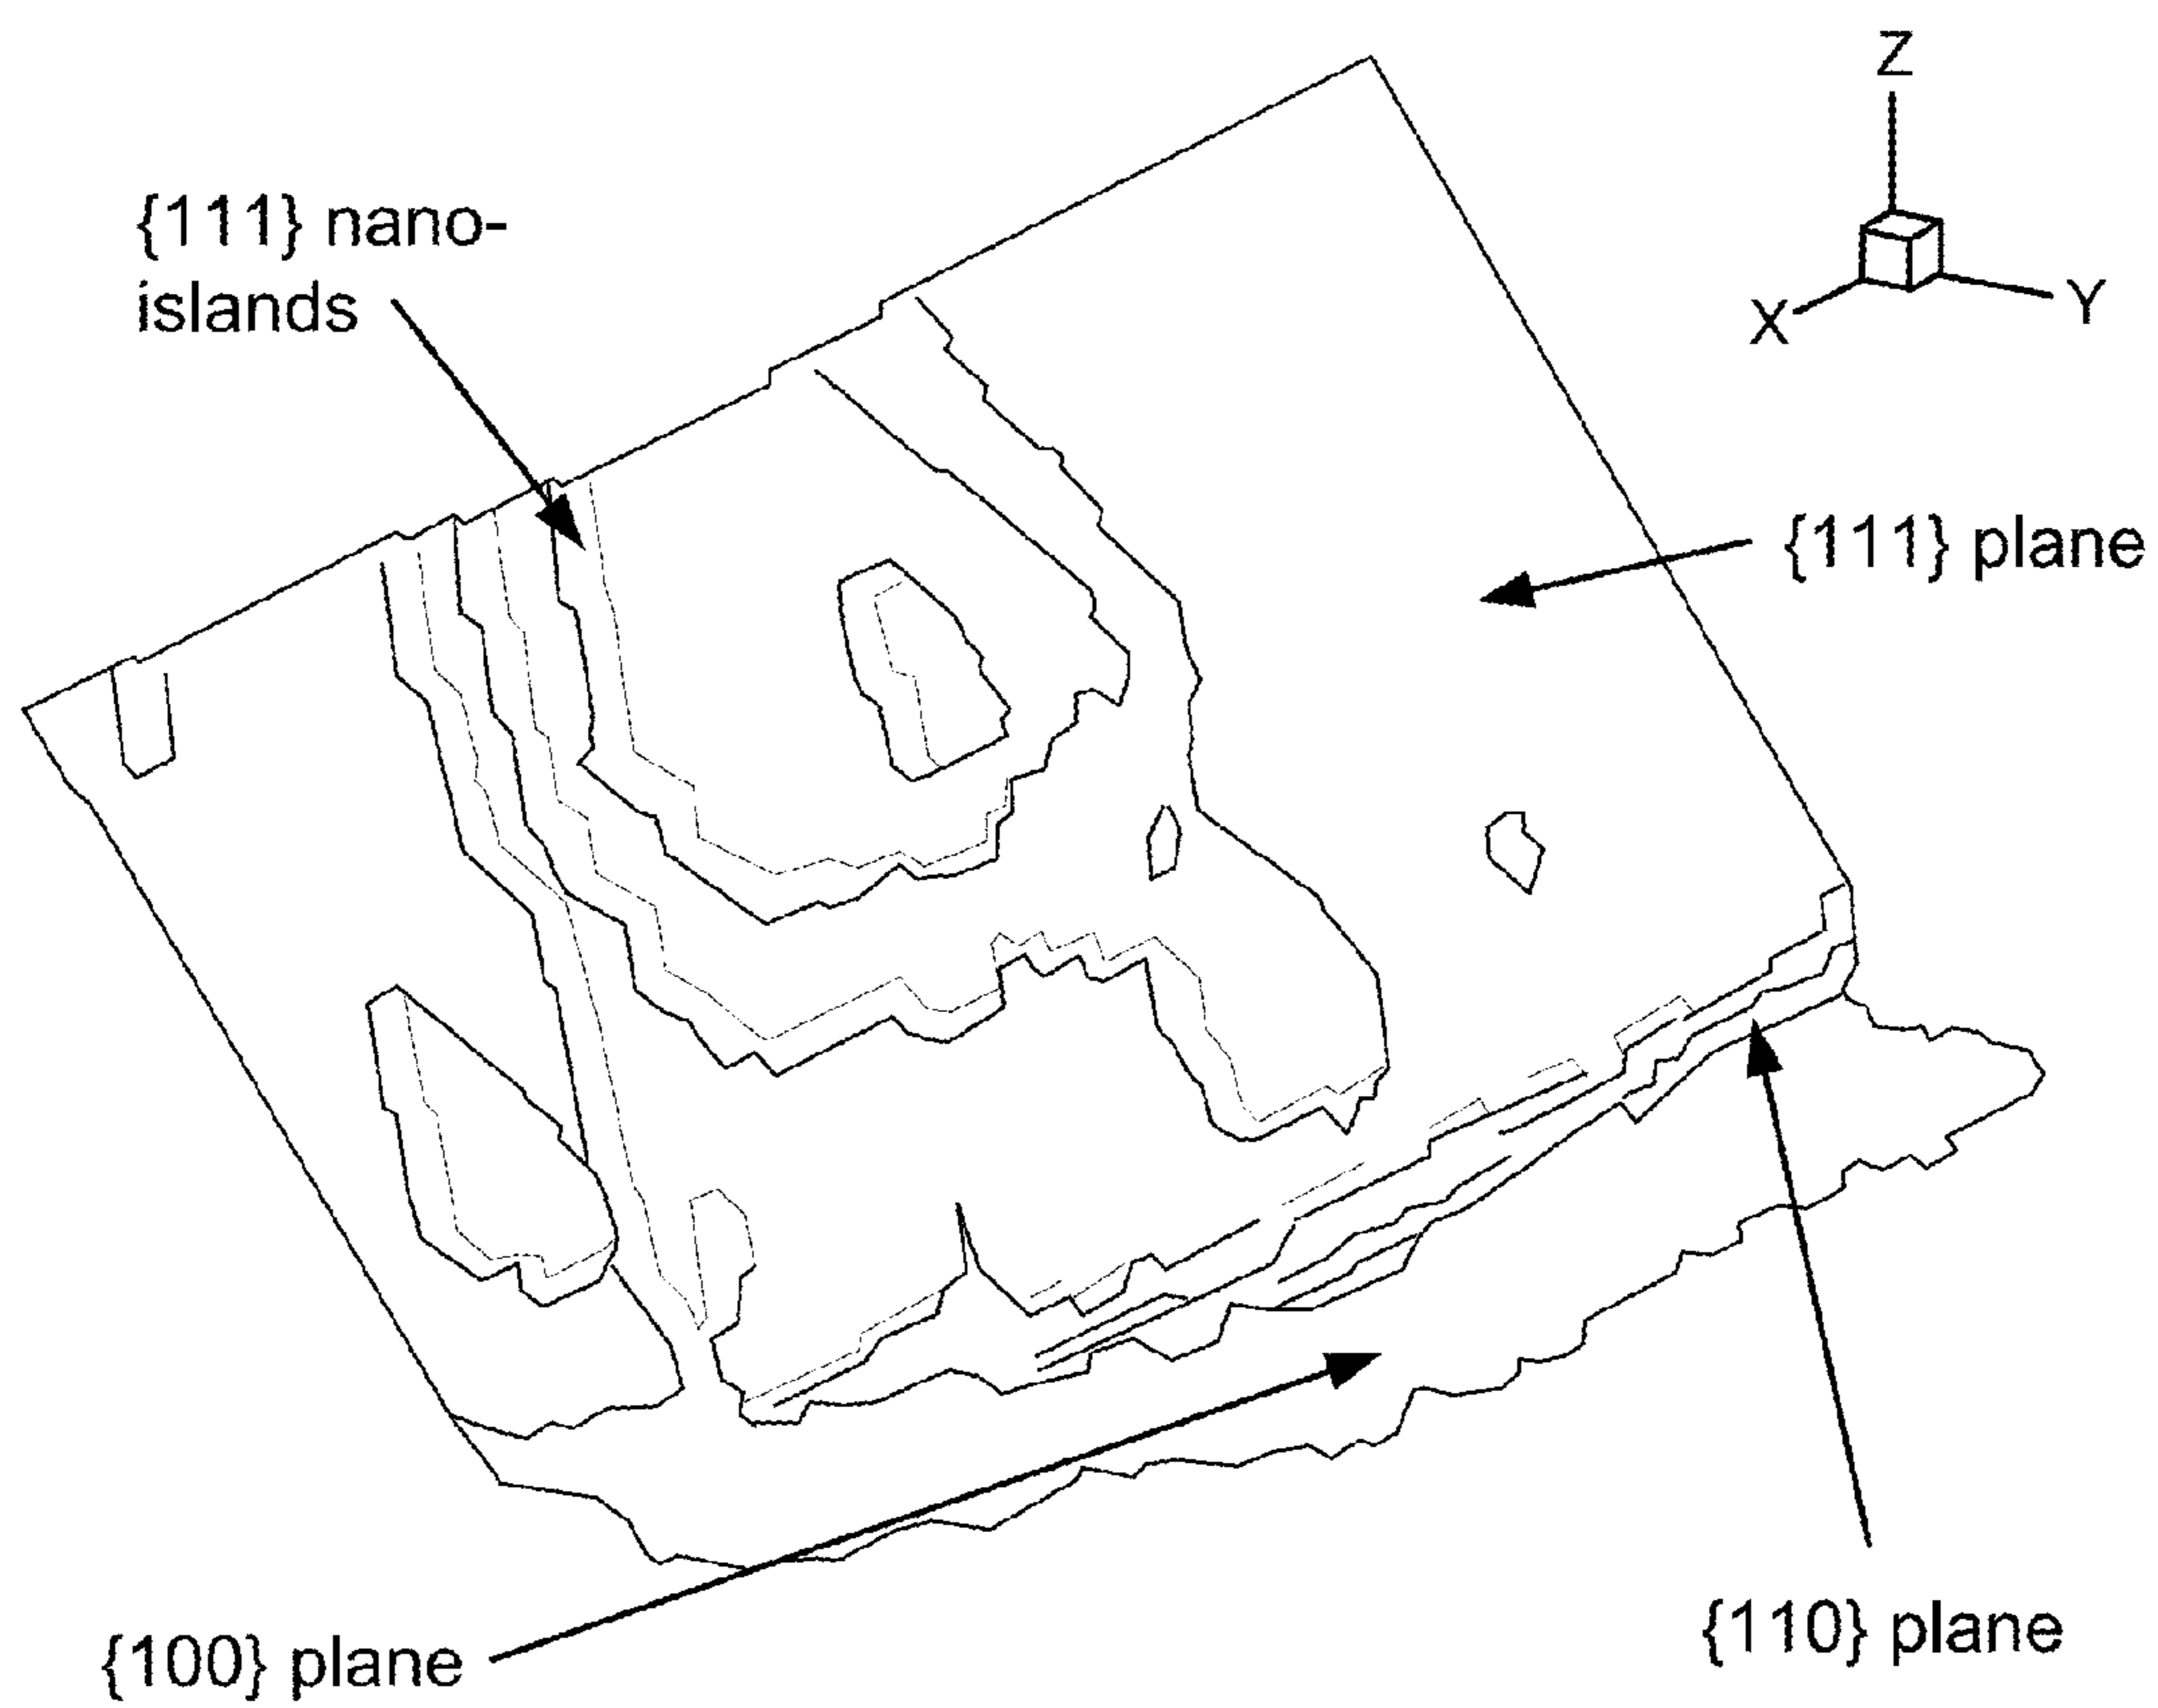 Z
{111} nano-
islands
X
Y
{111} plane
{110} plane
{100} plane